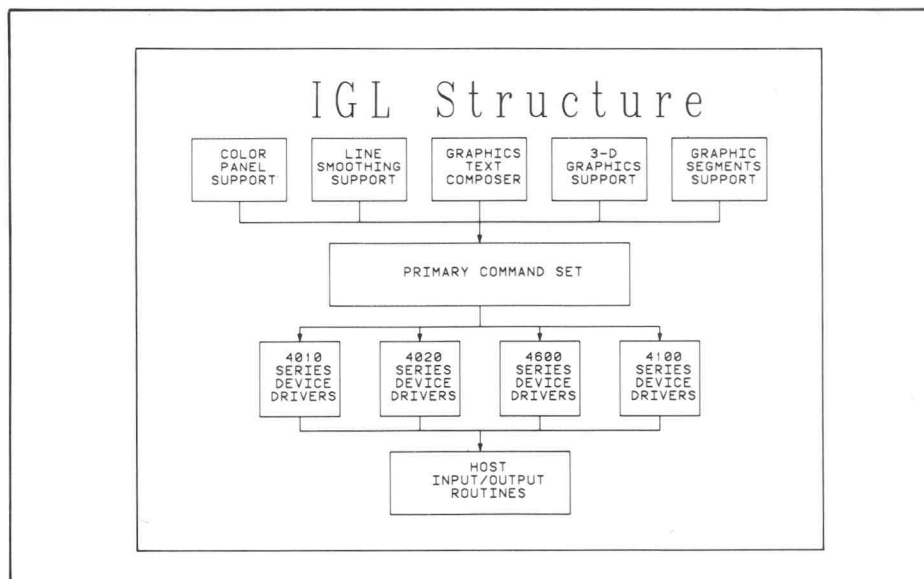 IGL Structure
COLOR
PANEL
SUPPORT
LINE
SMOOTHING
SUPPORT
GRAPHICS
TEXT
COMPOSER
3-D
GRAPHICS
SUPPORT
GRAPHIC
SEGMENTS
SUPPORT
PRIMARY COMMAND SET
4010
SERIES
DEVICE
DRIVERS
4020
SERIES
DEVICE
DRIVERS
4600
SERIES
DEVICE
DRIVERS
4100
SERIES
DEVICE
DRIVERS
HOST
INPUT/OUTPUT
ROUTINES